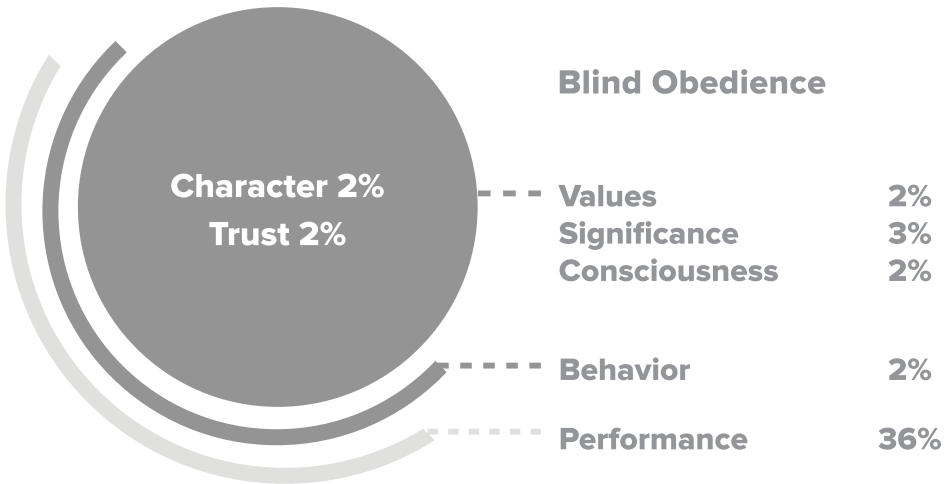 Blind Obedience
Character 2%
Trust 2%
Values 2%
Significance 3%
Consciousness 2%
Behavior 2%
Performance 36%